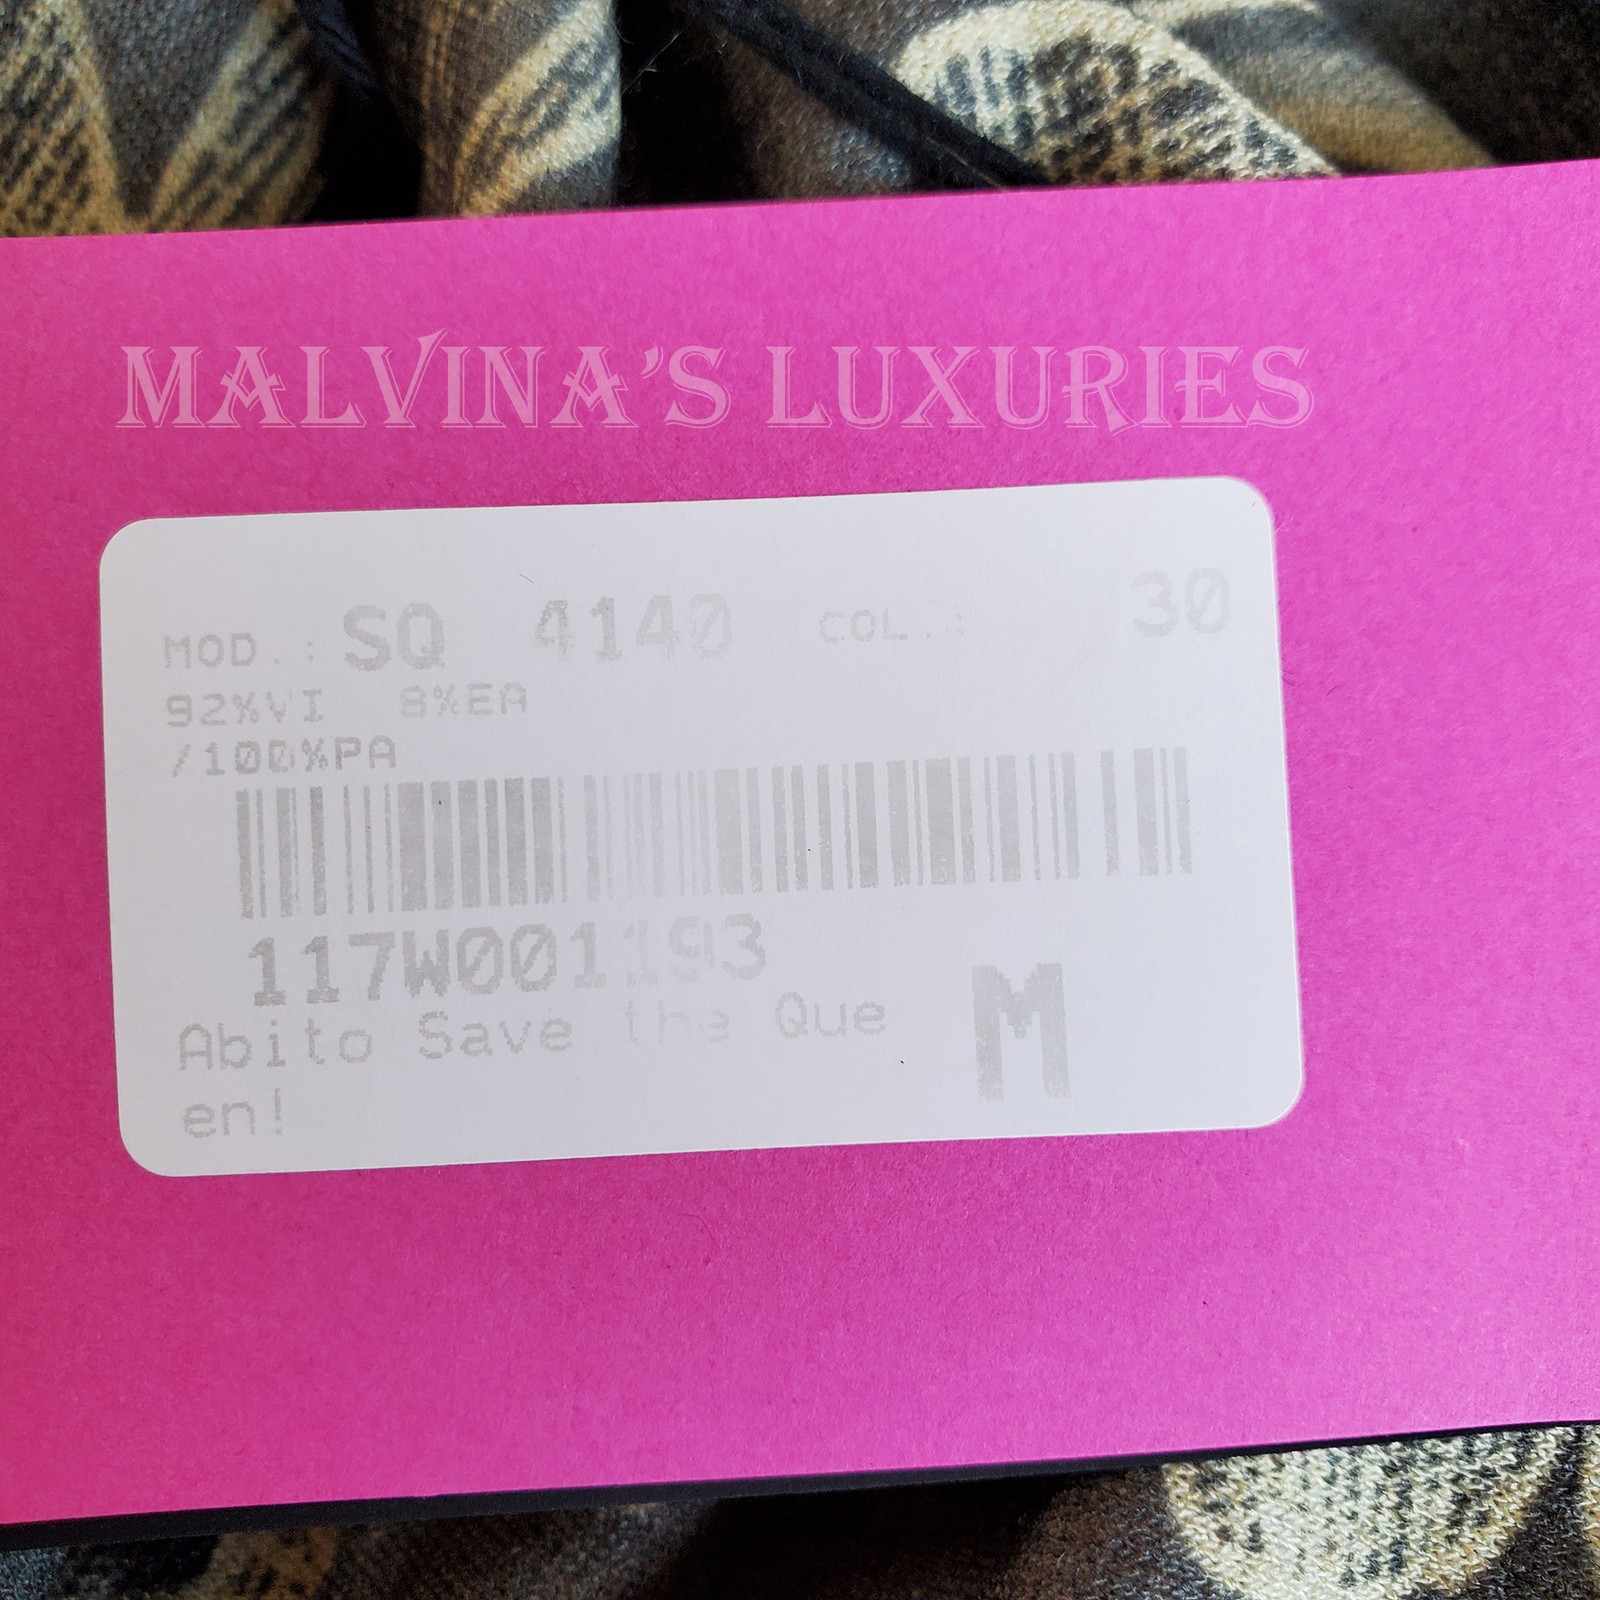 MALVINA'S LUXURIES
MOD.: SQ 4140 COL.: 30
92%VI 8%EA
/100%PA
117W001193
Abito Save the Que
en!
M